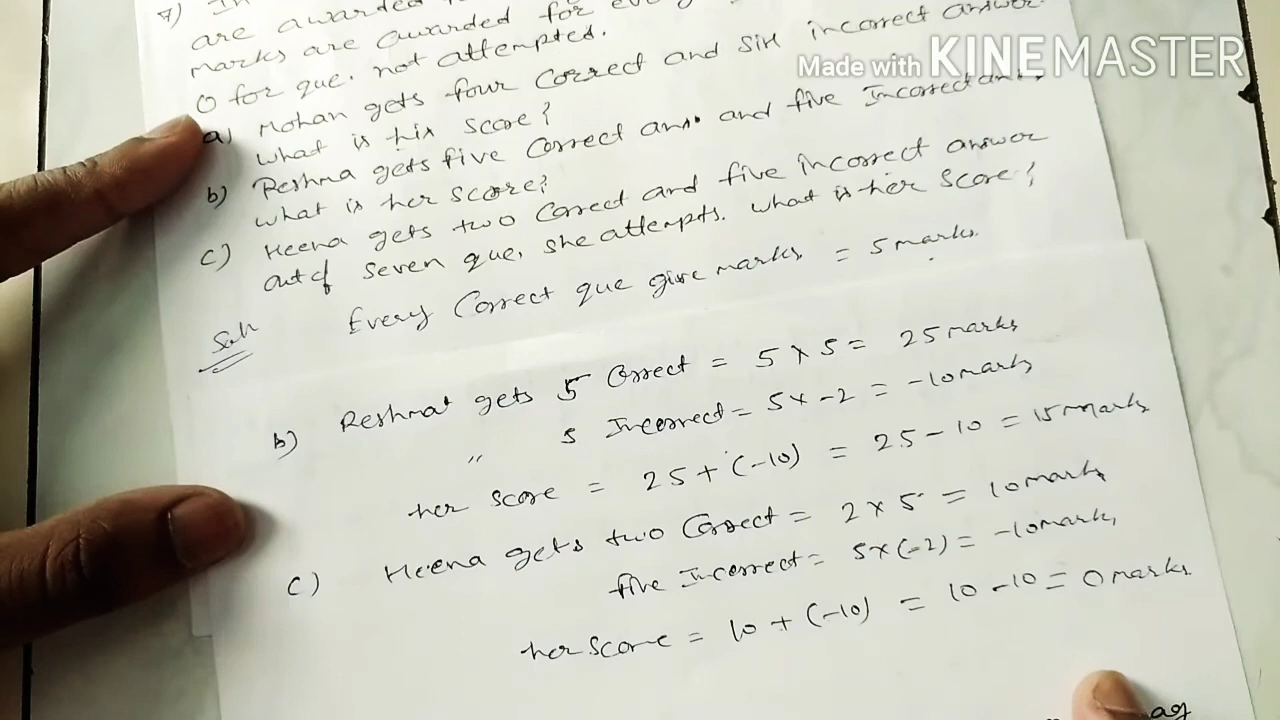 7) In
are awarded
marks are awarded for every
0 for que. not attempted.
a) Mohan gets four Correct and six incorrect answer.
what is his score?
b) Reshma gets five Correct ans. and five Incorrect ans.
what is her score?
c) Heena gets two Correct and five incorrect answer
out of seven que. she attempts. what is her score?
Soln Every Correct que give marks = 5 marks.
b) Reshma gets 5 Correct = 5 x 5 = 25 marks
" 5 Incorrect = 5 x -2 = -10 marks
her score = 25 + (-10) = 25 - 10 = 15 marks
c) Heena gets two Correct = 2 x 5 = 10 marks
five Incorrect = 5 x (-2) = -10 marks
her score = 10 + (-10) = 10 - 10 = 0 marks
Made with KINEMASTER